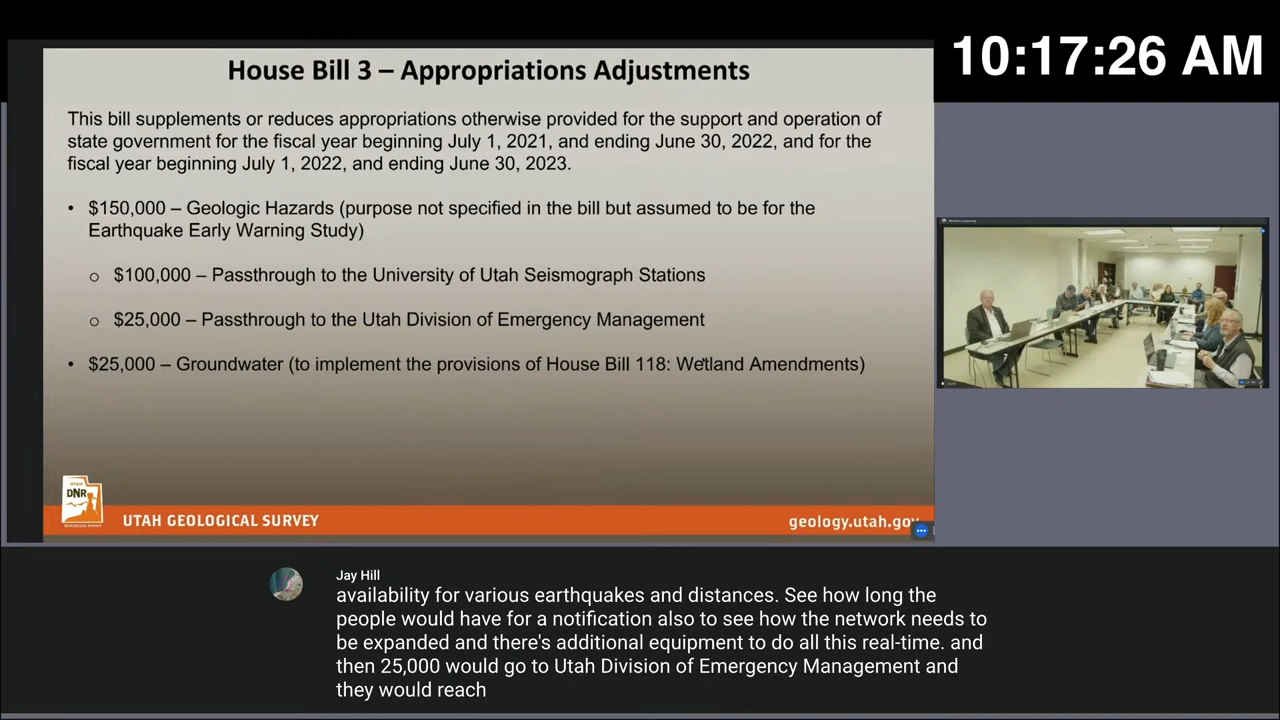 10:17:26 AM
House Bill 3 – Appropriations Adjustments
This bill supplements or reduces appropriations otherwise provided for the support and operation of
state government for the fiscal year beginning July 1, 2021, and ending June 30, 2022, and for the
fiscal year beginning July 1, 2022, and ending June 30, 2023.
• $150,000 – Geologic Hazards (purpose not specified in the bill but assumed to be for the
Earthquake Early Warning Study)
o $100,000 – Passthrough to the University of Utah Seismograph Stations
o $25,000 – Passthrough to the Utah Division of Emergency Management
• $25,000 – Groundwater (to implement the provisions of House Bill 118: Wetland Amendments)
UTAH
DNR
UTAH GEOLOGICAL SURVEY
geology.utah.gov
Jay Hill
availability for various earthquakes and distances. See how long the
people would have for a notification also to see how the network needs to
be expanded and there's additional equipment to do all this real-time. and
then 25,000 would go to Utah Division of Emergency Management and
they would reach